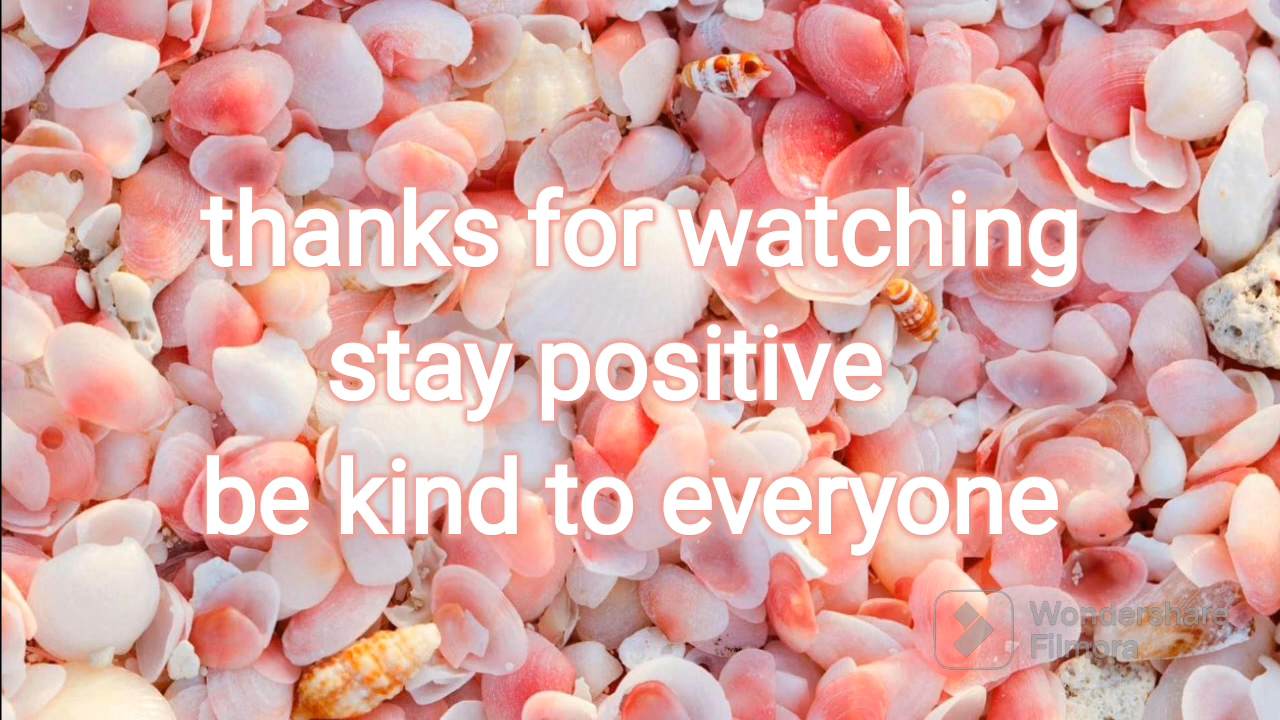 thanks for watching
stay positive
be kind to everyone
Wondershare
Filmora